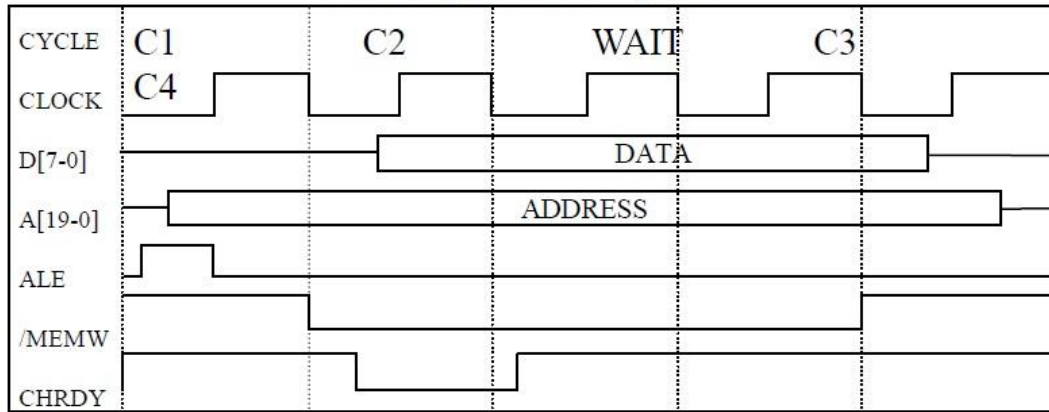 CYCLE C1 C2 WAIT C3
C4
CLOCK
D[7-0] DATA
A[19-0] ADDRESS
ALE
/MEMW
CHRDY